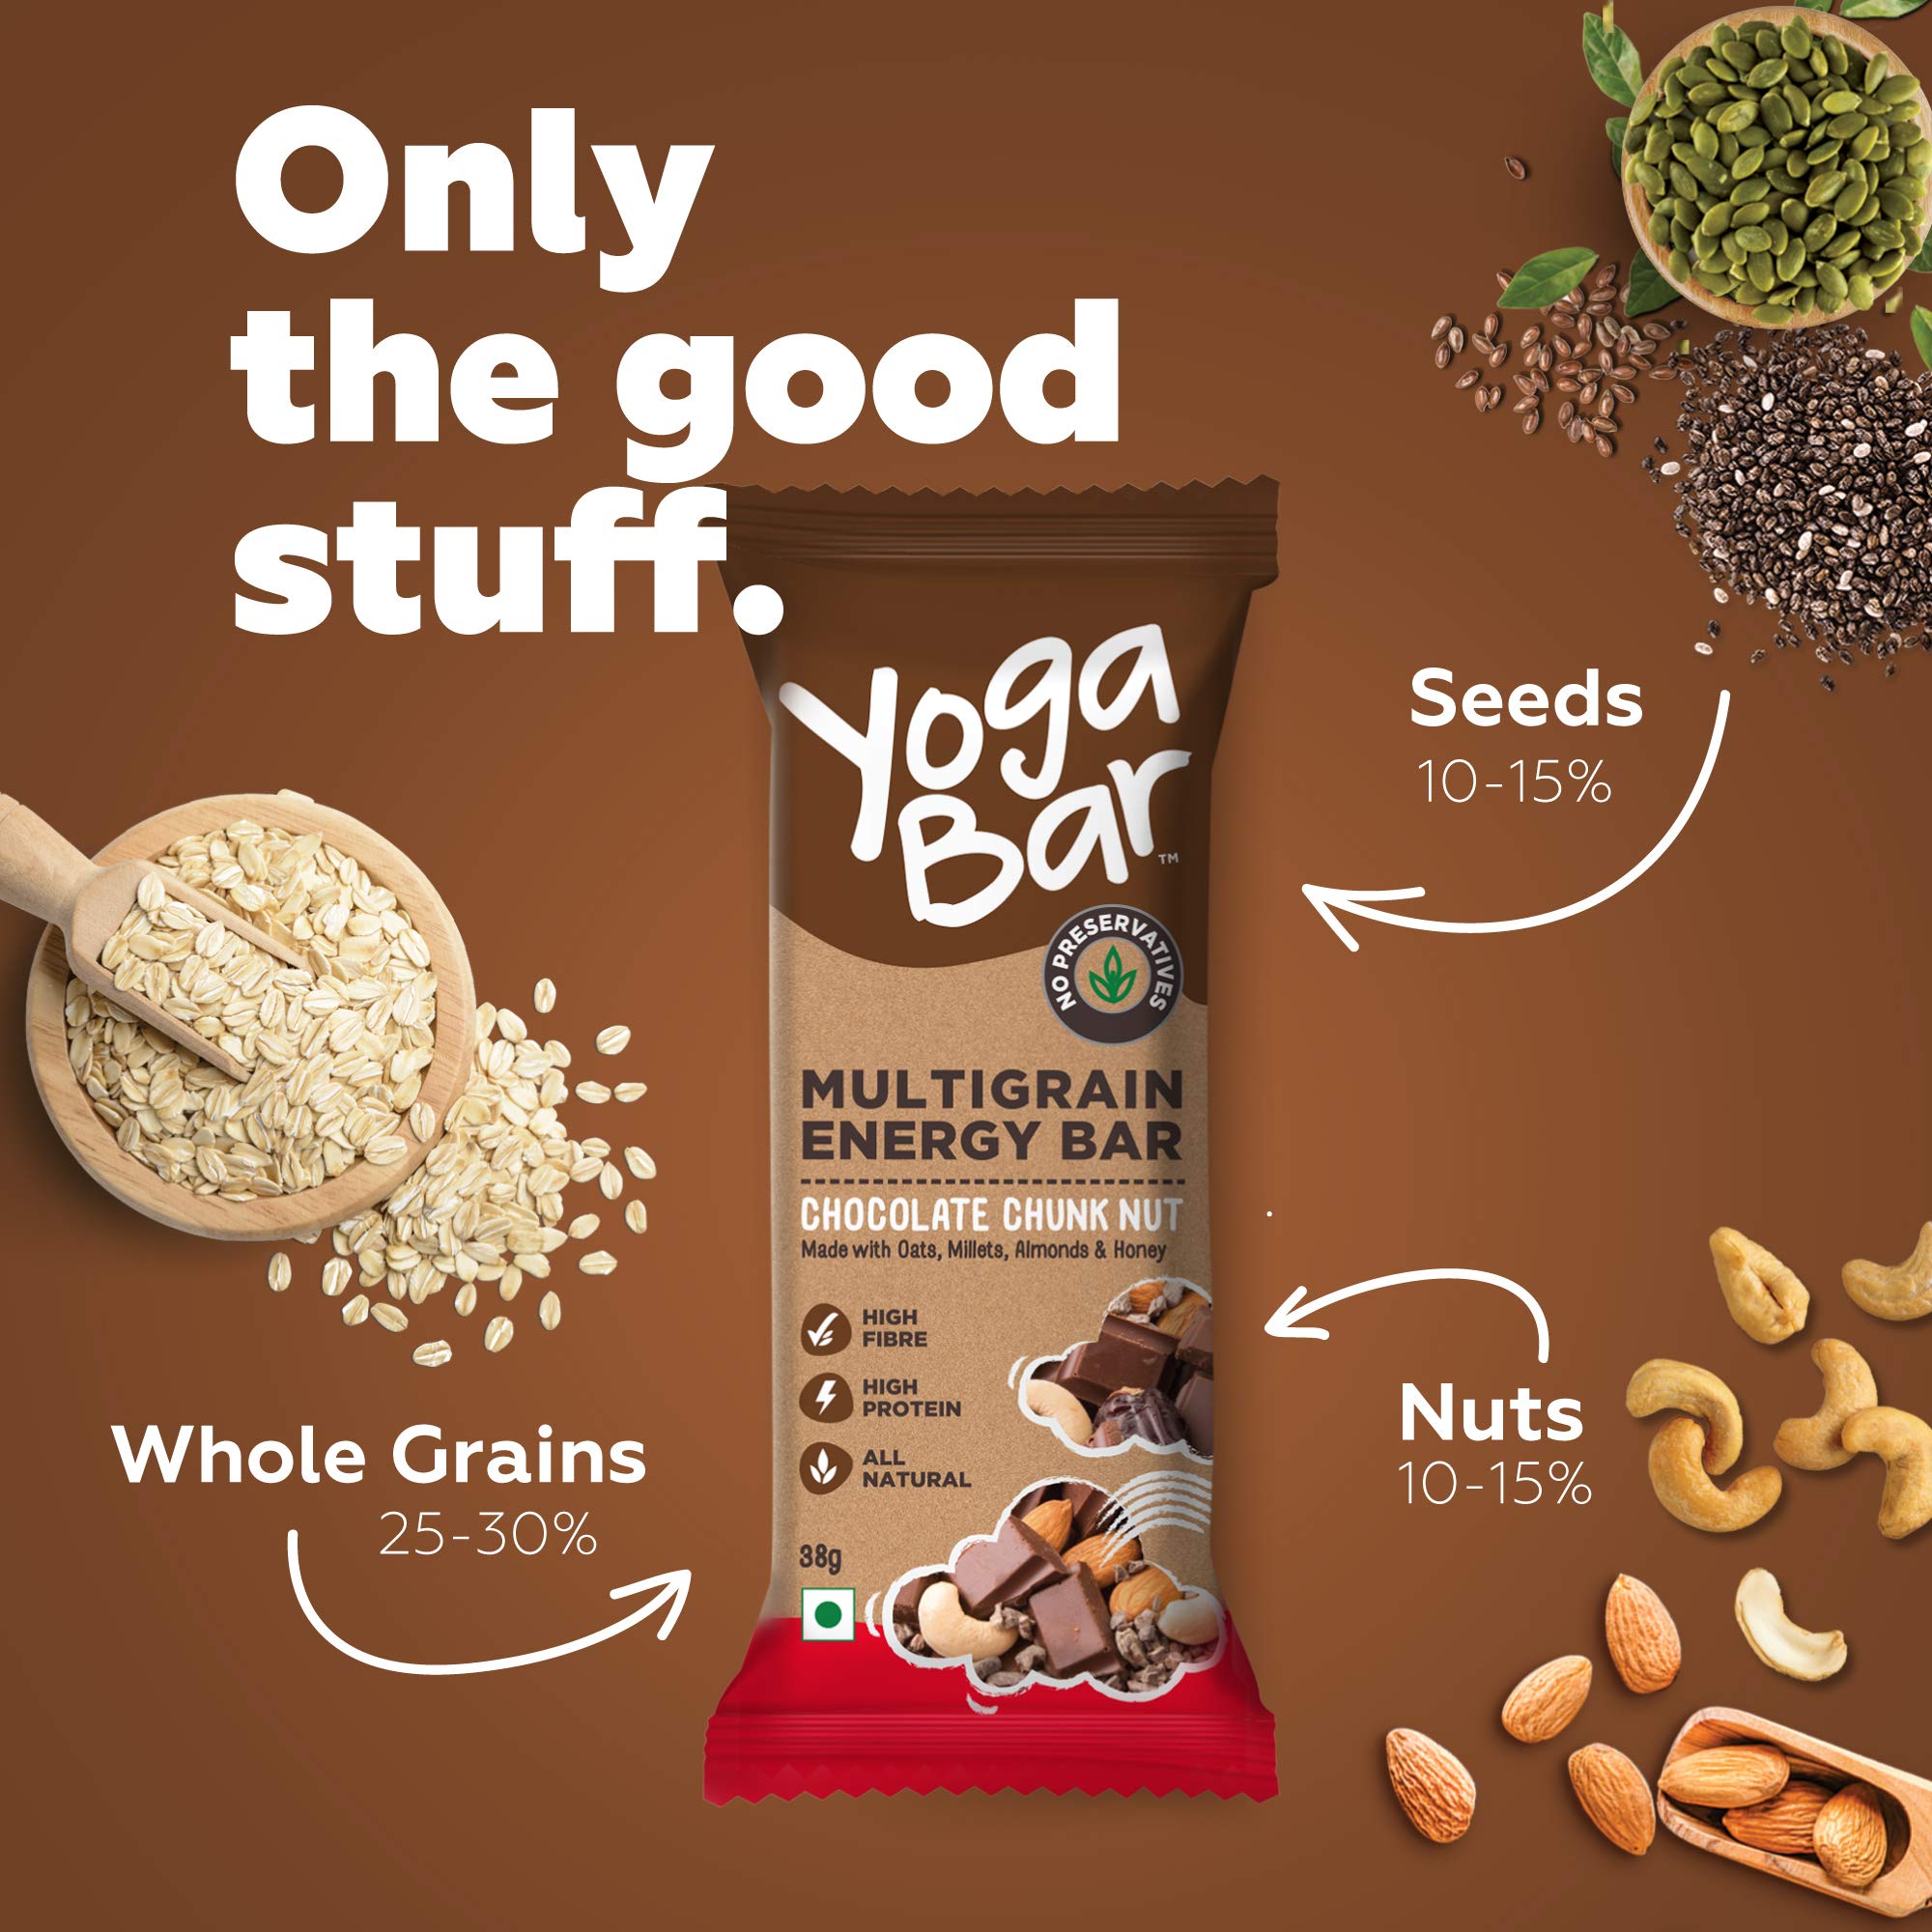 Only
the good
stuff.
Yoga
Bar
TM
NO PRESERVATIVES
MULTIGRAIN
ENERGY BAR
CHOCOLATE CHUNK NUT
Made with Oats, Millets, Almonds & Honey
HIGH
FIBRE
HIGH
PROTEIN
ALL
NATURAL
38g
Seeds
10-15%
Nuts
10-15%
Whole Grains
25-30%